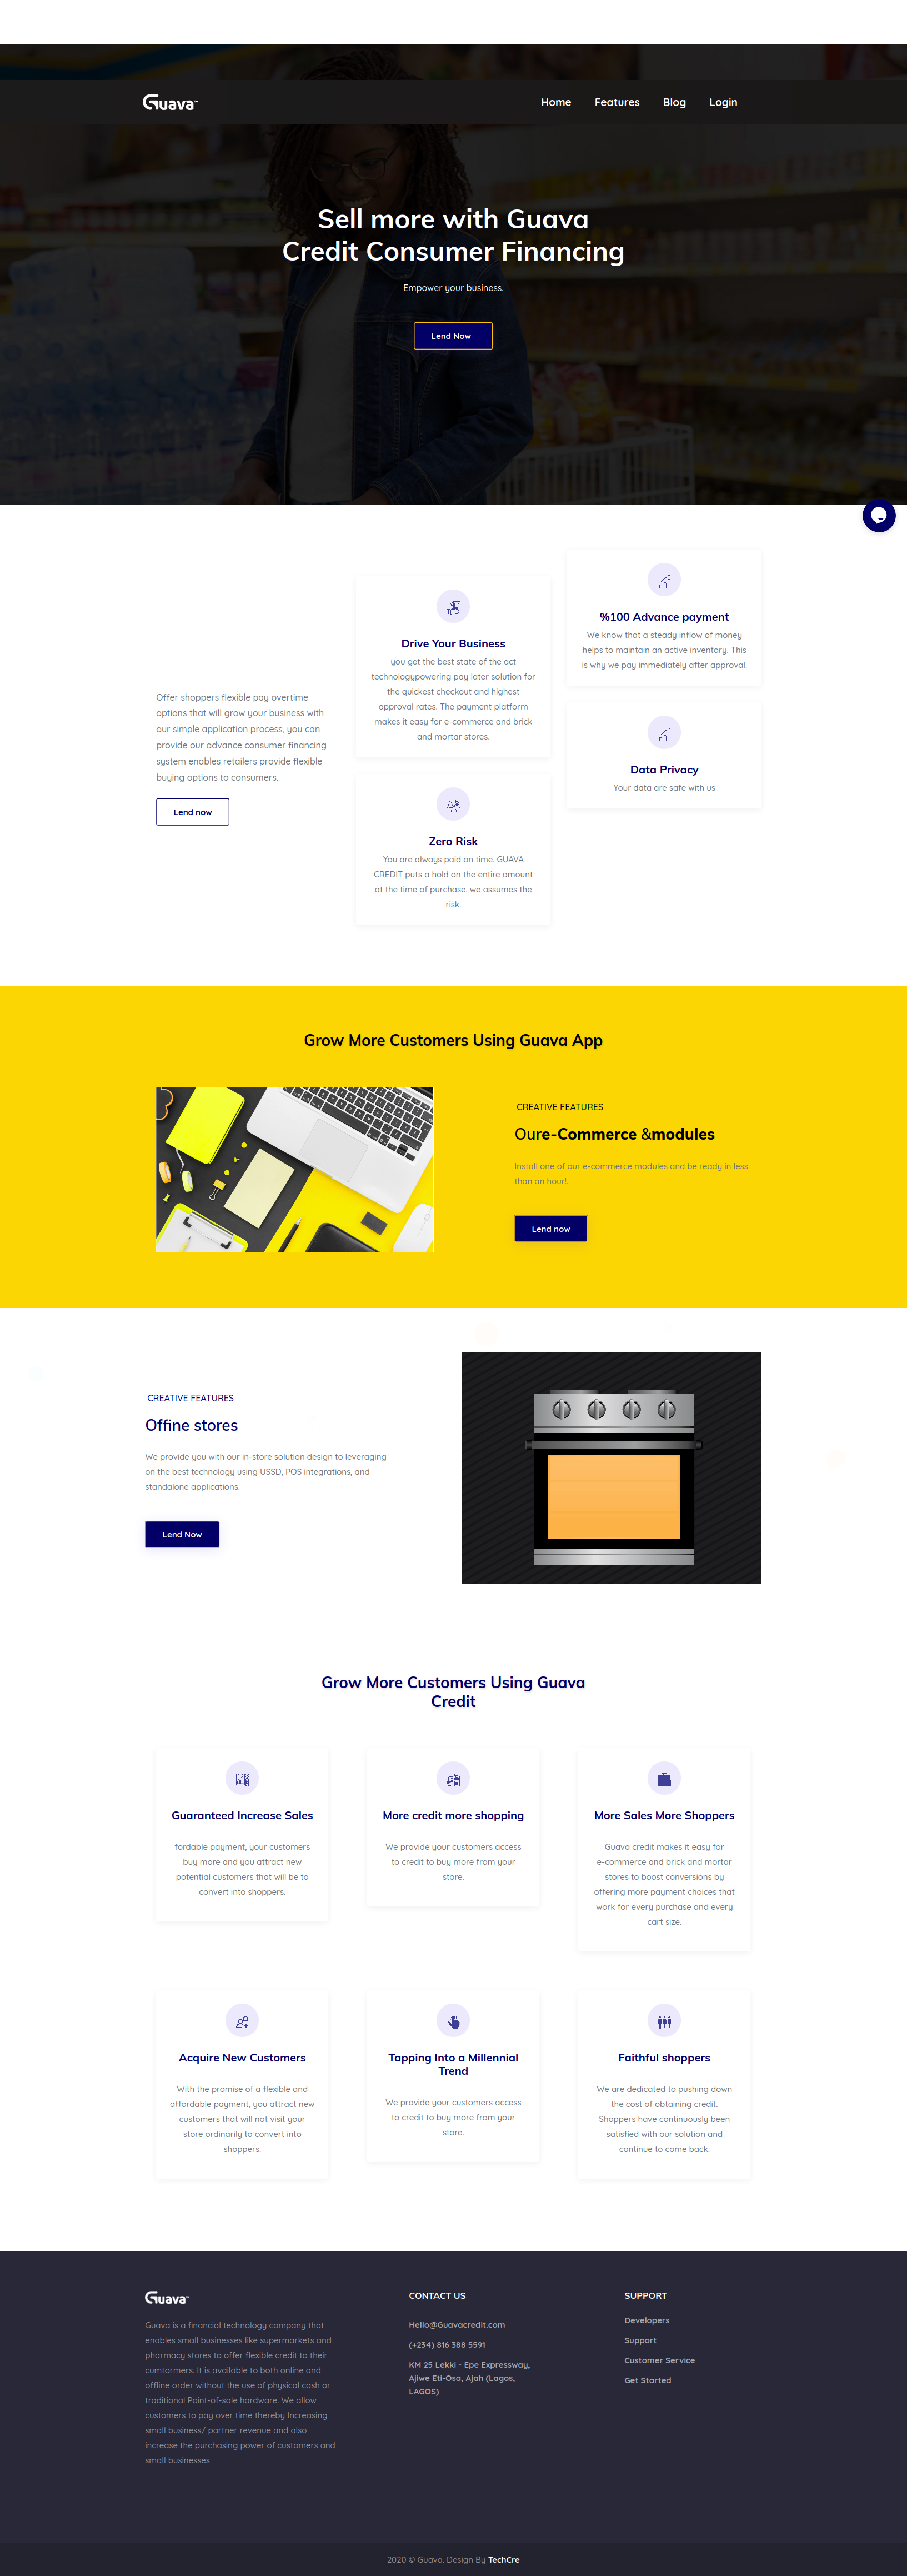 Guava™
Home
Features
Blog
Login
Sell more with Guava
Credit Consumer Financing
Empower your business.
Lend Now
Offer shoppers flexible pay overtime
options that will grow your business with
our simple application process, you can
provide our advance consumer financing
system enables retailers provide flexible
buying options to consumers.
Lend now
Drive Your Business
you get the best state of the act
technologypowering pay later solution for
the quickest checkout and highest
approval rates. The payment platform
makes it easy for e-commerce and brick
and mortar stores.
Zero Risk
You are always paid on time. GUAVA
CREDIT puts a hold on the entire amount
at the time of purchase. we assumes the
risk.
%100 Advance payment
We know that a steady inflow of money
helps to maintain an active inventory. This
is why we pay immediately after approval.
Data Privacy
Your data are safe with us
Grow More Customers Using Guava App
CREATIVE FEATURES
Oure-Commerce &modules
Install one of our e-commerce modules and be ready in less
than an hour!.
Lend now
CREATIVE FEATURES
Offine stores
We provide you with our in-store solution design to leveraging
on the best technology using USSD, POS integrations, and
standalone applications.
Lend Now
Grow More Customers Using Guava
Credit
Guaranteed Increase Sales
fordable payment, your customers
buy more and you attract new
potential customers that will be to
convert into shoppers.
More credit more shopping
We provide your customers access
to credit to buy more from your
store.
More Sales More Shoppers
Guava credit makes it easy for
e-commerce and brick and mortar
stores to boost conversions by
offering more payment choices that
work for every purchase and every
cart size.
Acquire New Customers
With the promise of a flexible and
affordable payment, you attract new
customers that will not visit your
store ordinarily to convert into
shoppers.
Tapping Into a Millennial
Trend
We provide your customers access
to credit to buy more from your
store.
Faithful shoppers
We are dedicated to pushing down
the cost of obtaining credit.
Shoppers have continuously been
satisfied with our solution and
continue to come back.
Guava™
Guava is a financial technology company that
enables small businesses like supermarkets and
pharmacy stores to offer flexible credit to their
cumtormers. It is available to both online and
offline order without the use of physical cash or
traditional Point-of-sale hardware. We allow
customers to pay over time thereby Increasing
small business/ partner revenue and also
increase the purchasing power of customers and
small businesses
CONTACT US
Hello@Guavacredit.com
(+234) 816 388 5591
KM 25 Lekki - Epe Expressway,
Ajiwe Eti-Osa, Ajah (Lagos,
LAGOS)
SUPPORT
Developers
Support
Customer Service
Get Started
2020 © Guava. Design By TechCre